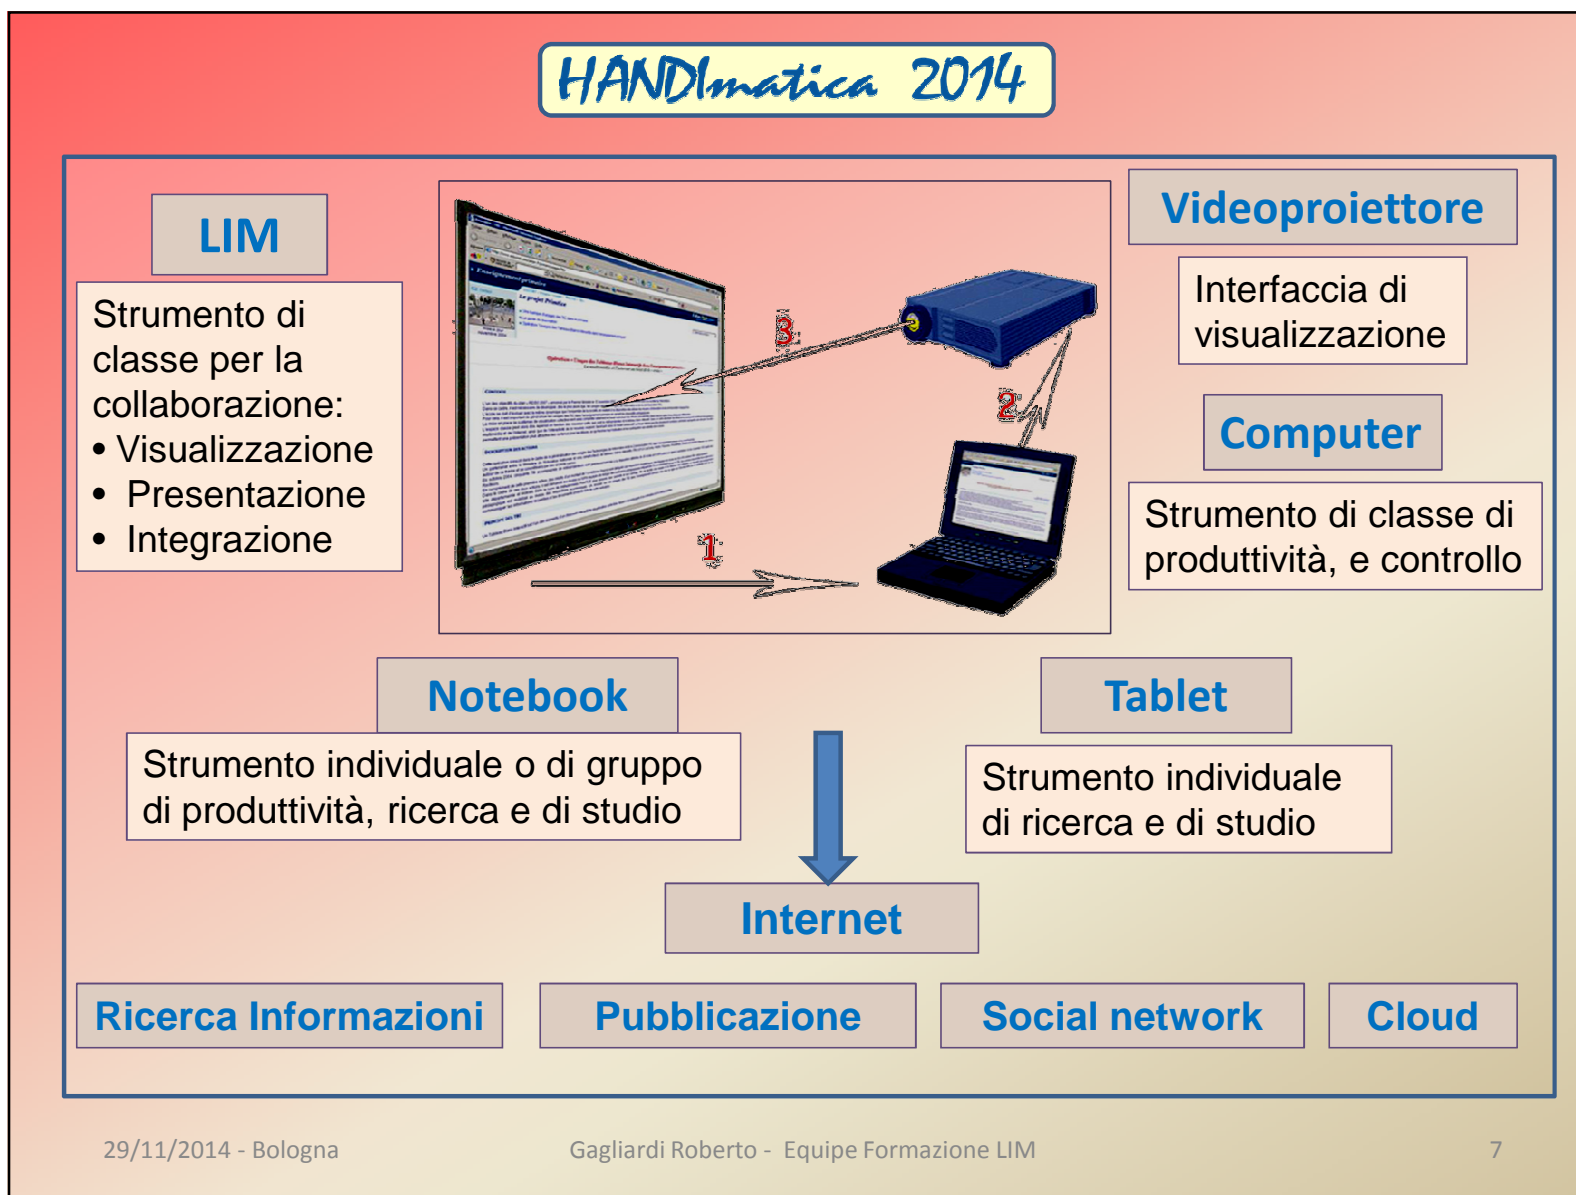 HANDImatica 2014
LIM
Strumento di
classe per la
collaborazione:
• Visualizzazione
• Presentazione
• Integrazione
3
2
1
Videoproiettore
Interfaccia di
visualizzazione
Computer
Strumento di classe di
produttività, e controllo
Notebook
Strumento individuale o di gruppo
di produttività, ricerca e di studio
Tablet
Strumento individuale
di ricerca e di studio
Internet
Ricerca Informazioni
Pubblicazione
Social network
Cloud
29/11/2014 - Bologna
Gagliardi Roberto - Equipe Formazione LIM
7